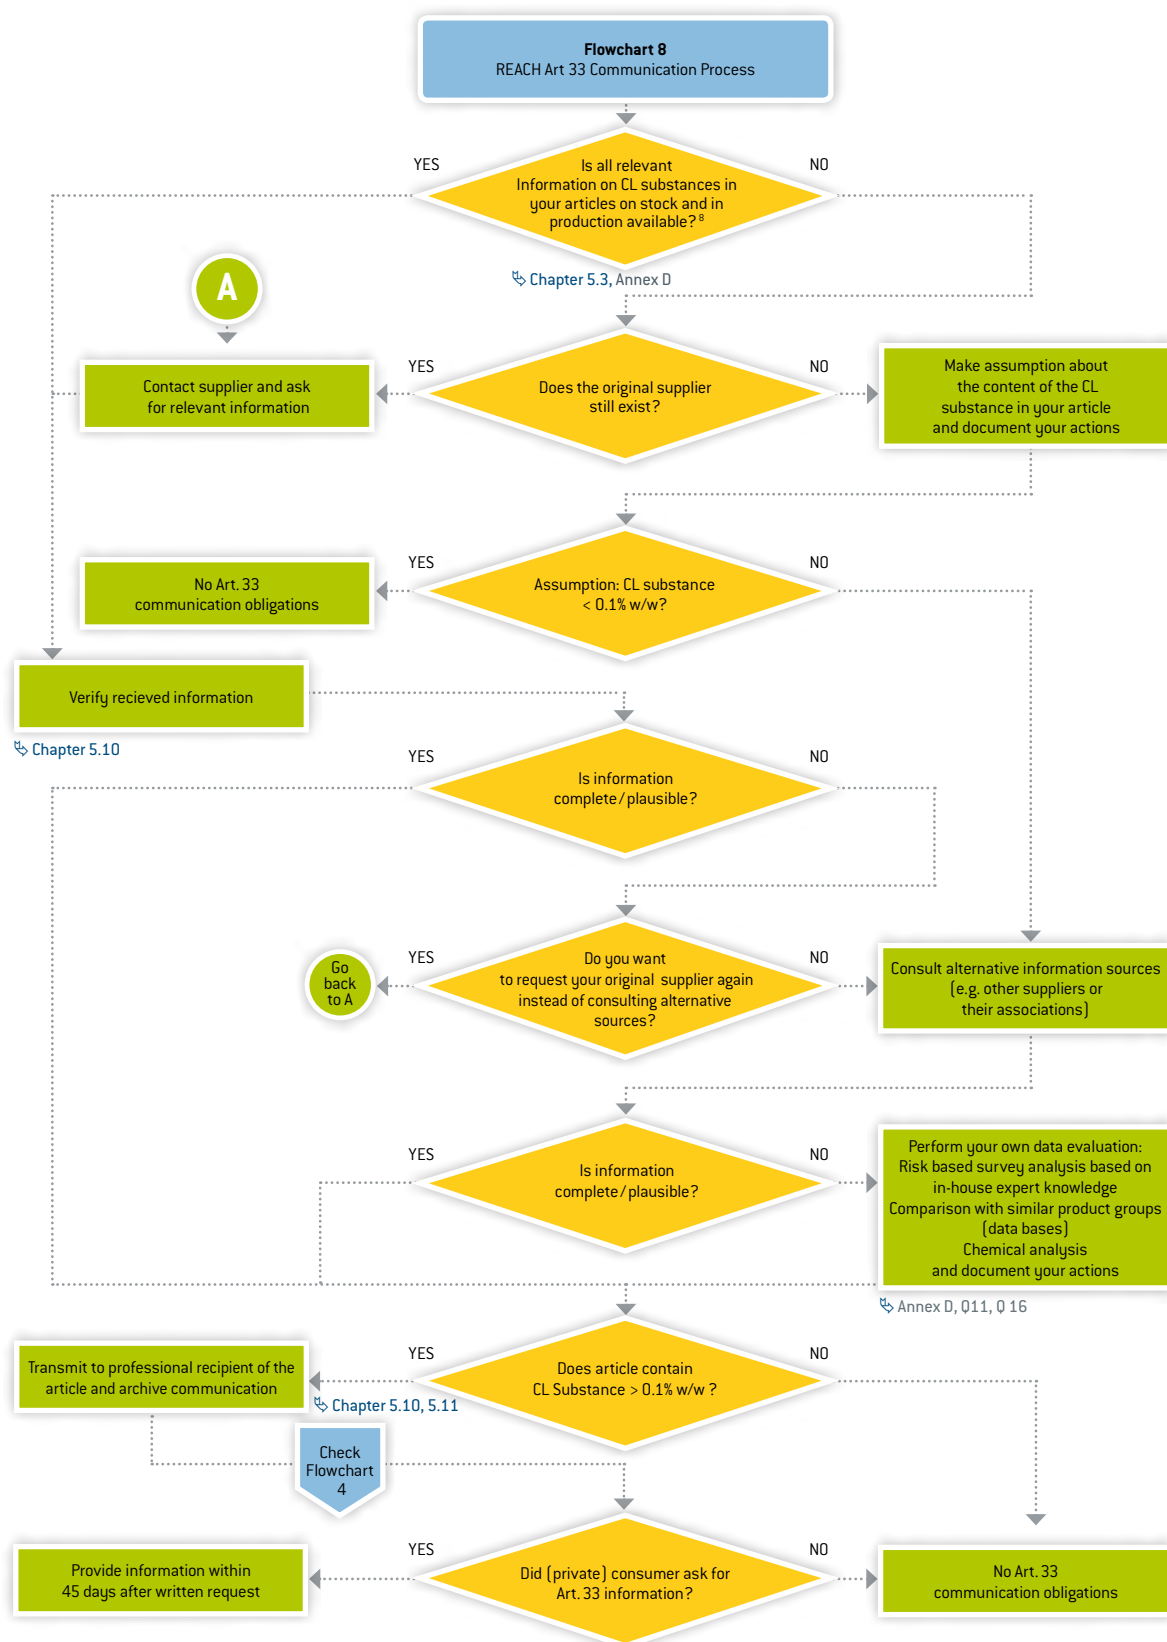 Flowchart 8
REACH Art 33 Communication Process
YES
NO
Is all relevant
Information on CL substances in
your articles on stock and in
production available? 8
Chapter 5.3, Annex D
A
YES
NO
Contact supplier and ask
for relevant information
Does the original supplier
still exist?
Make assumption about
the content of the CL
substance in your article
and document your actions
YES
NO
No Art. 33
communication obligations
Assumption: CL substance
< 0.1% w/w?
Verify recieved information
Chapter 5.10
YES
NO
Is information
complete/plausible?
YES
NO
Go
back
to A
Do you want
to request your original supplier again
instead of consulting alternative
sources?
Consult alternative information sources
(e.g. other suppliers or
their associations)
YES
NO
Is information
complete/plausible?
Perform your own data evaluation:
Risk based survey analysis based on
in-house expert knowledge
Comparison with similar product groups
(data bases)
Chemical analysis
and document your actions
Annex D, Q11, Q 16
YES
NO
Transmit to professional recipient of the
article and archive communication
Does article contain
CL Substance > 0.1% w/w ?
Chapter 5.10, 5.11
Check
Flowchart
4
YES
NO
Provide information within
45 days after written request
Did (private) consumer ask for
Art. 33 information?
No Art. 33
communication obligations